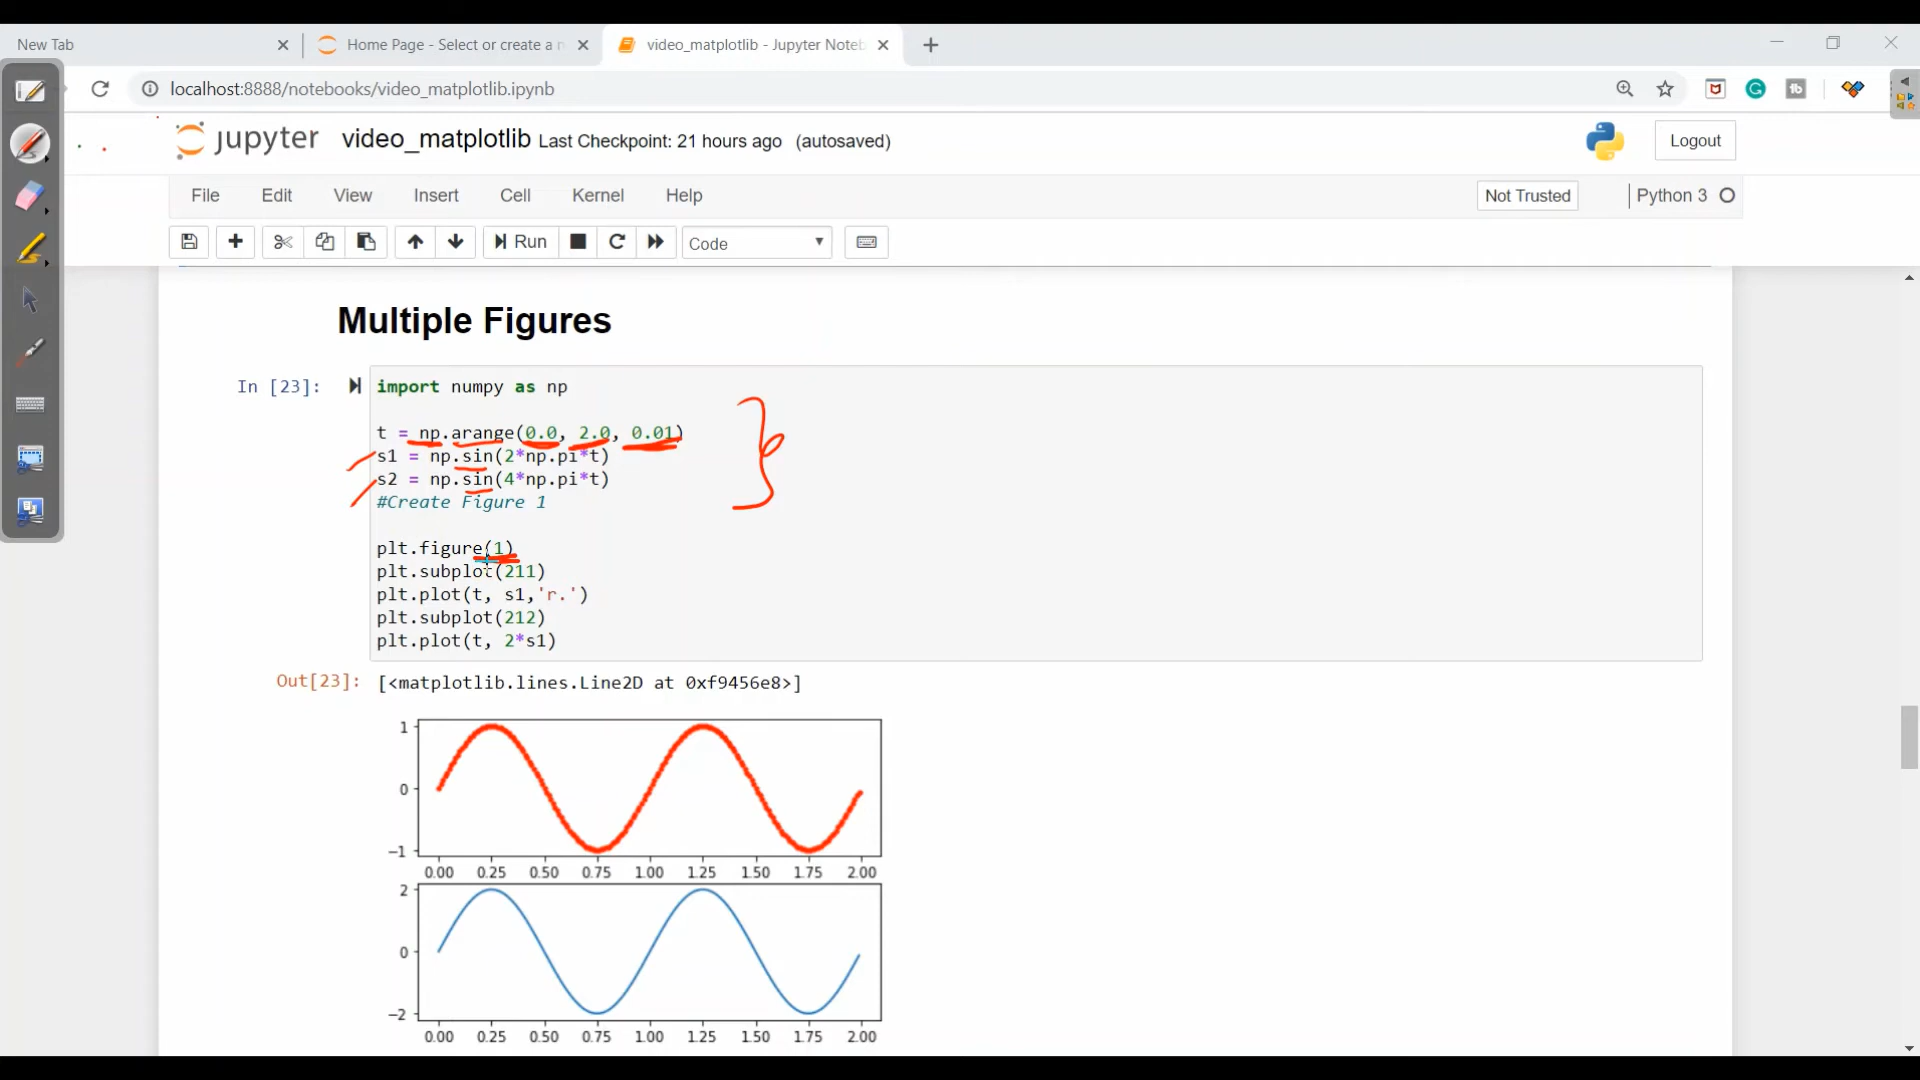 New Tab
Home Page - Select or create a n
video_matplotlib - Jupyter Noteb
localhost:8888/notebooks/video_matplotlib.ipynb
jupyter video_matplotlib Last Checkpoint: 21 hours ago (autosaved)
Logout
File Edit View Insert Cell Kernel Help
Not Trusted
Python 3
Run
Code
Multiple Figures
In [23]:
import numpy as np
t = np.arange(0.0, 2.0, 0.01)
s1 = np.sin(2*np.pi*t)
s2 = np.sin(4*np.pi*t)
#Create Figure 1
plt.figure(1)
plt.subplot(211)
plt.plot(t, s1,'r.')
plt.subplot(212)
plt.plot(t, 2*s1)
Out[23]: [<matplotlib.lines.Line2D at 0xf9456e8>]
1
0
−1
0.00 0.25 0.50 0.75 1.00 1.25 1.50 1.75 2.00
2
0
−2
0.00 0.25 0.50 0.75 1.00 1.25 1.50 1.75 2.00